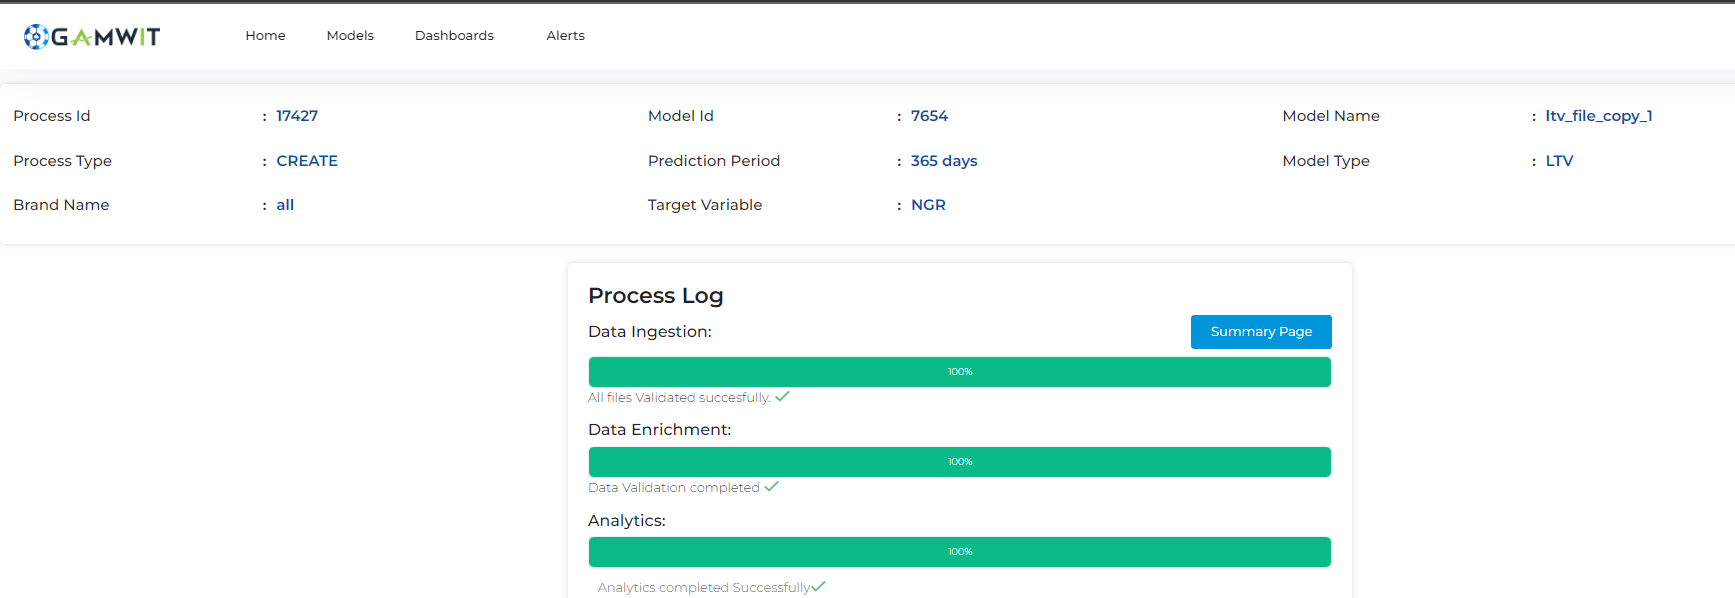 GAMWIT Home Models Dashboards Alerts
Process Id : 17427 Model Id : 7654 Model Name : ltv_file_copy_1
Process Type : CREATE Prediction Period : 365 days Model Type : LTV
Brand Name : all Target Variable : NGR
Process Log
Data Ingestion: Summary Page
100%
All files Validated succesfully.
Data Enrichment:
100%
Data Validation completed
Analytics:
100%
Analytics completed Successfully